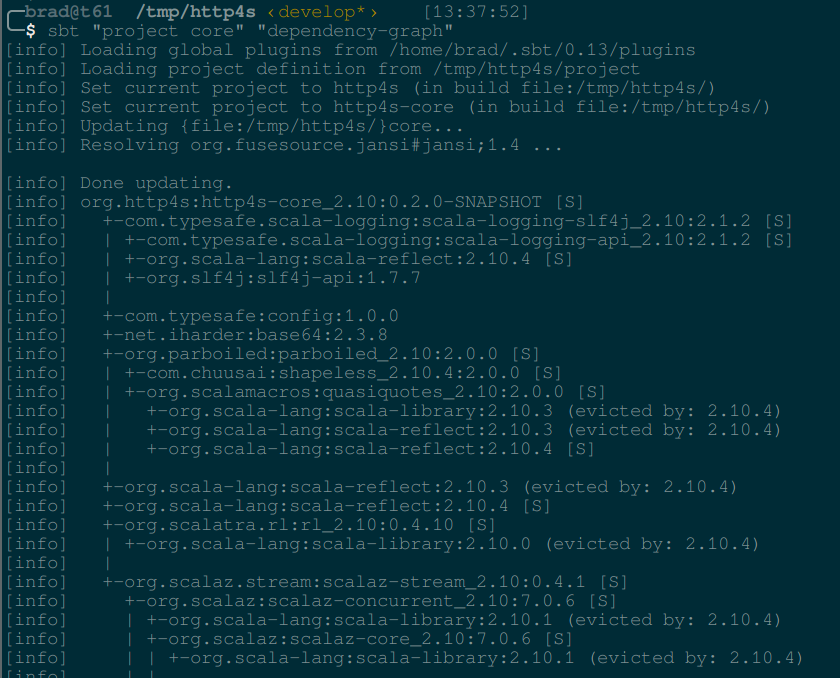 brad@t61 /tmp/http4s ‹develop*› [13:37:52]
$ sbt "project core" "dependency-graph"
[info] Loading global plugins from /home/brad/.sbt/0.13/plugins
[info] Loading project definition from /tmp/http4s/project
[info] Set current project to http4s (in build file:/tmp/http4s/)
[info] Set current project to http4s-core (in build file:/tmp/http4s/)
[info] Updating {file:/tmp/http4s/}core...
[info] Resolving org.fusesource.jansi#jansi;1.4 ...
[info] Done updating.
[info] org.http4s:http4s-core_2.10:0.2.0-SNAPSHOT [S]
[info]   +-com.typesafe.scala-logging:scala-logging-slf4j_2.10:2.1.2 [S]
[info]   | +-com.typesafe.scala-logging:scala-logging-api_2.10:2.1.2 [S]
[info]   | +-org.scala-lang:scala-reflect:2.10.4 [S]
[info]   | +-org.slf4j:slf4j-api:1.7.7
[info]   |
[info]   +-com.typesafe:config:1.0.0
[info]   +-net.iharder:base64:2.3.8
[info]   +-org.parboiled:parboiled_2.10:2.0.0 [S]
[info]   | +-com.chuusai:shapeless_2.10.4:2.0.0 [S]
[info]   | +-org.scalamacros:quasiquotes_2.10:2.0.0 [S]
[info]   |   +-org.scala-lang:scala-library:2.10.3 (evicted by: 2.10.4)
[info]   |   +-org.scala-lang:scala-reflect:2.10.3 (evicted by: 2.10.4)
[info]   |   +-org.scala-lang:scala-reflect:2.10.4 [S]
[info]   |
[info]   +-org.scala-lang:scala-reflect:2.10.3 (evicted by: 2.10.4)
[info]   +-org.scala-lang:scala-reflect:2.10.4 [S]
[info]   +-org.scalatra.rl:rl_2.10:0.4.10 [S]
[info]   | +-org.scala-lang:scala-library:2.10.0 (evicted by: 2.10.4)
[info]   |
[info]   +-org.scalaz.stream:scalaz-stream_2.10:0.4.1 [S]
[info]     +-org.scalaz:scalaz-concurrent_2.10:7.0.6 [S]
[info]     | +-org.scala-lang:scala-library:2.10.1 (evicted by: 2.10.4)
[info]     | +-org.scalaz:scalaz-core_2.10:7.0.6 [S]
[info]     | | +-org.scala-lang:scala-library:2.10.1 (evicted by: 2.10.4)
[info]     | |